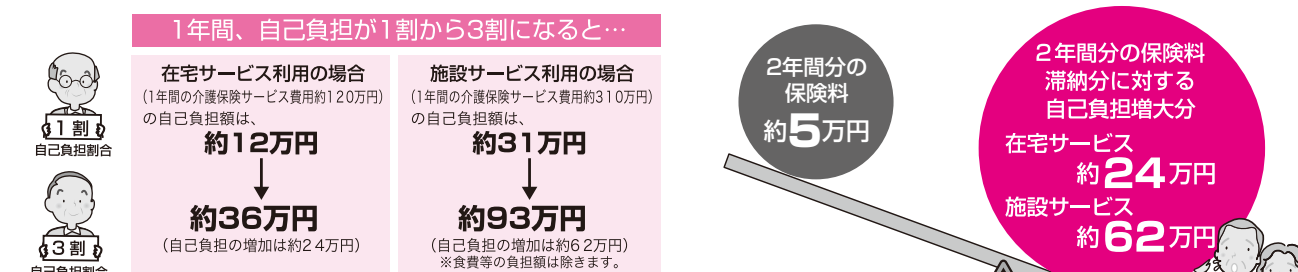 1年間、自己負担が1割から3割になると…
1割
自己負担割合
3割
自己負担割合
在宅サービス利用の場合
(1年間の介護保険サービス費用約120万円)
の自己負担額は、
約12万円
約36万円
(自己負担の増加は約24万円)
施設サービス利用の場合
(1年間の介護保険サービス費用約310万円)
の自己負担額は、
約31万円
約93万円
(自己負担の増加は約62万円)
※食費等の負担額は除きます。
2年間分の
保険料
約5万円
2年間分の保険料
滞納分に対する
自己負担増大分
在宅サービス
約24万円
施設サービス
約62万円